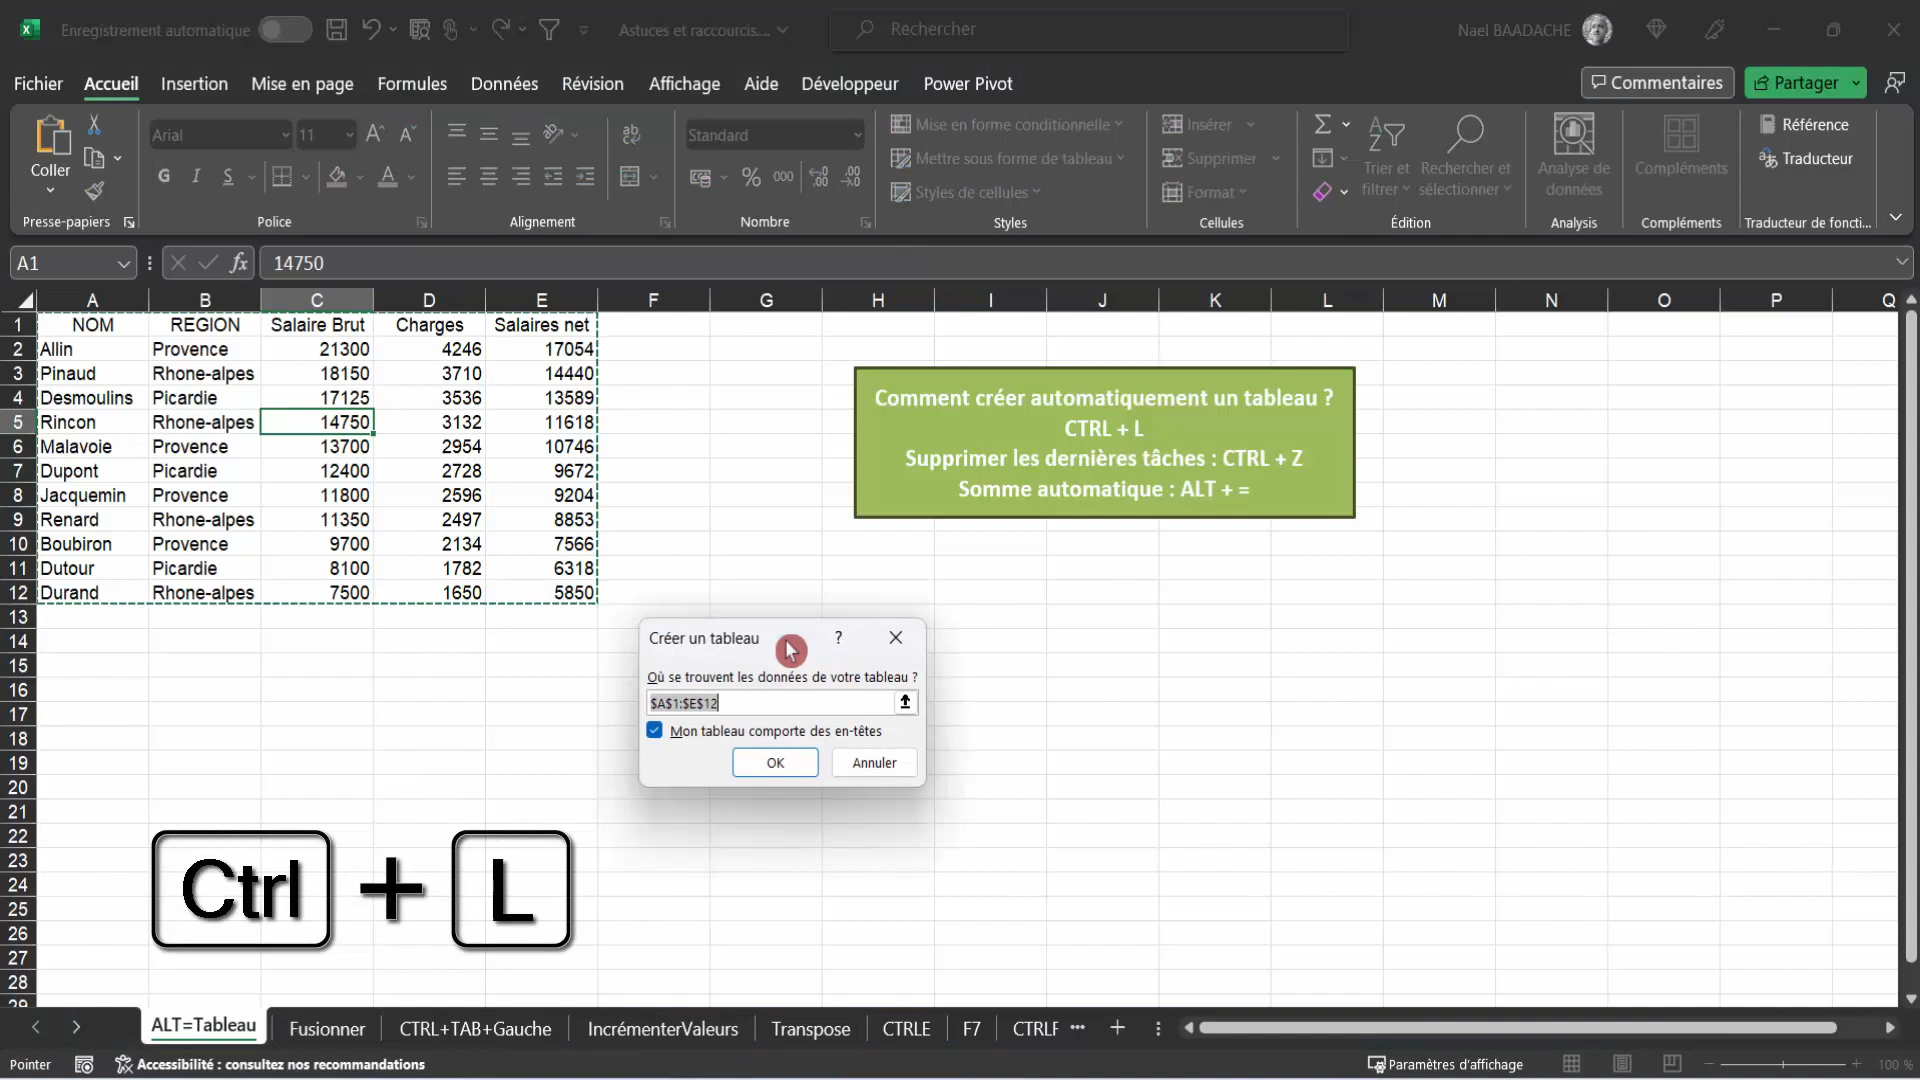 Enregistrement automatique
Astuces et raccourcis....
Rechercher
Nael BAADACHE
Fichier Accueil Insertion Mise en page Formules Données Révision Affichage Aide Développeur Power Pivot
Commentaires
Partager
Coller
Presse-papiers
Arial
11
G I S
Police
Alignement
Standard
% 000
Nombre
Mise en forme conditionnelle
Mettre sous forme de tableau
Styles de cellules
Styles
Insérer
Supprimer
Format
Cellules
Trier et filtrer
Rechercher et sélectionner
Édition
Analyse de données
Analysis
Compléments
Compléments
Référence
Traducteur
Traducteur de foncti...
A1
fx
14750
A B C D E F G H I J K L M N O P Q
1 NOM REGION Salaire Brut Charges Salaires net
2 Allin Provence 21300 4246 17054
3 Pinaud Rhone-alpes 18150 3710 14440
4 Desmoulins Picardie 17125 3536 13589
5 Rincon Rhone-alpes 14750 3132 11618
6 Malavoie Provence 13700 2954 10746
7 Dupont Picardie 12400 2728 9672
8 Jacquemin Provence 11800 2596 9204
9 Renard Rhone-alpes 11350 2497 8853
10 Boubiron Provence 9700 2134 7566
11 Dutour Picardie 8100 1782 6318
12 Durand Rhone-alpes 7500 1650 5850
13
14
15
16
17
18
19
20
21
22
23
24
25
26
27
28
29
Comment créer automatiquement un tableau ?
CTRL + L
Supprimer les dernières tâches : CTRL + Z
Somme automatique : ALT + =
Créer un tableau ?
Où se trouvent les données de votre tableau ?
$A$1:$E$12
Mon tableau comporte des en-têtes
OK Annuler
Ctrl + L
ALT=Tableau Fusionner CTRL+TAB+Gauche IncrémenterValeurs Transpose CTRLE F7 CTRLF
Pointer
Accessibilité : consultez nos recommandations
Paramètres d'affichage
100 %